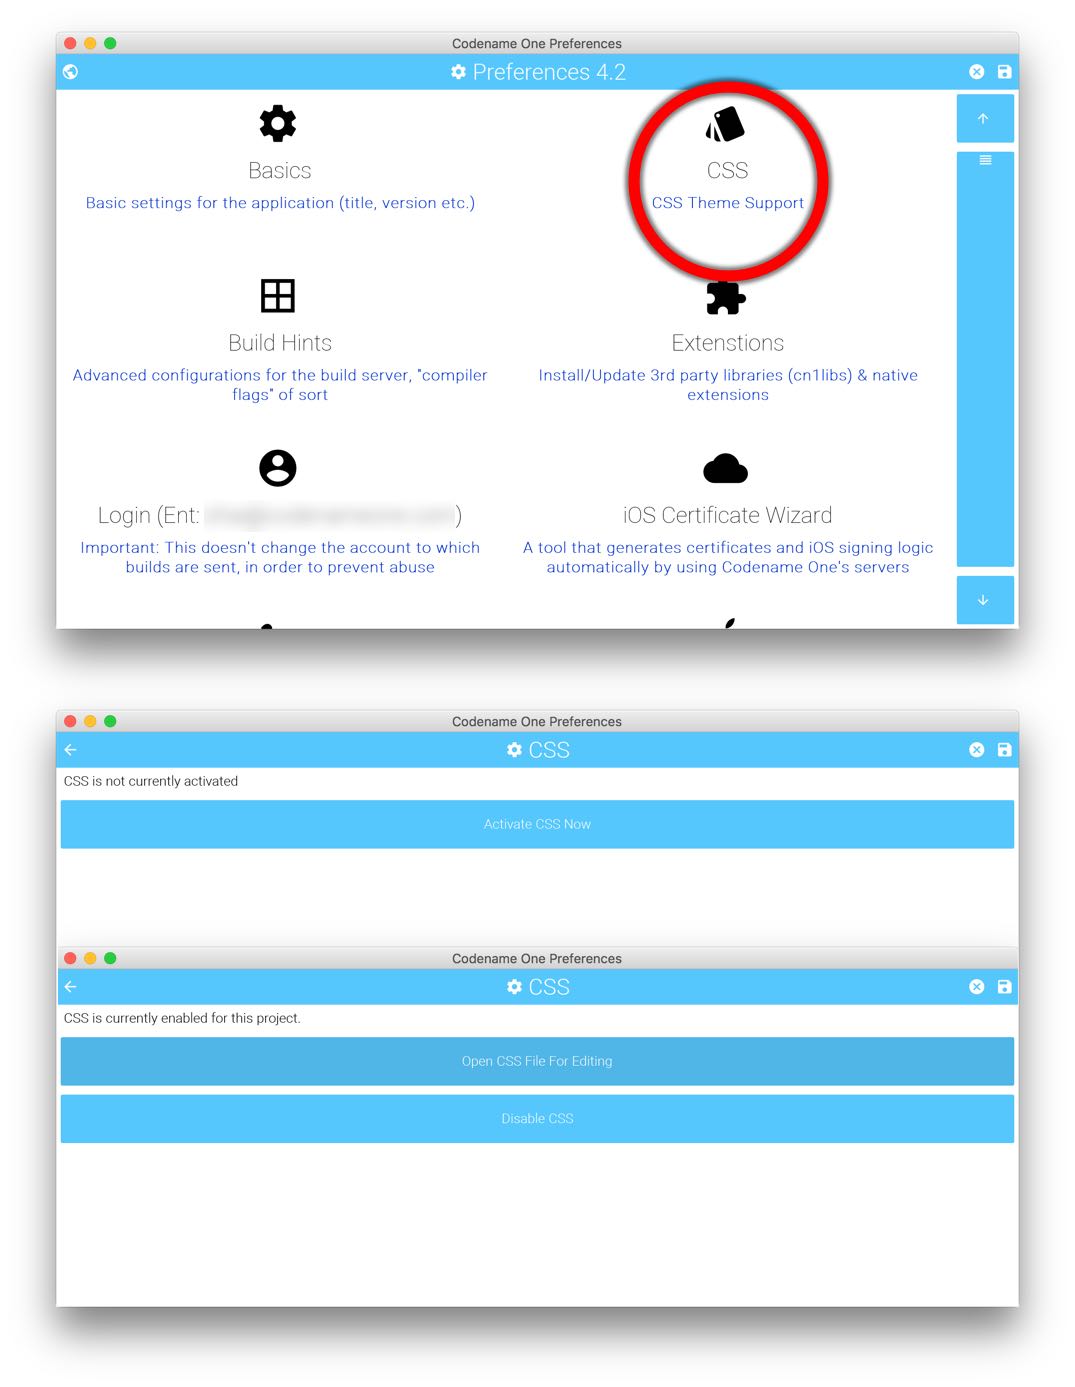 Codename One Preferences
Preferences 4.2
Basics
Basic settings for the application (title, version etc.)
CSS
CSS Theme Support
Build Hints
Advanced configurations for the build server, "compiler
flags" of sort
Extenstions
Install/Update 3rd party libraries (cn1libs) & native
extensions
Login (Ent: )
Important: This doesn't change the account to which
builds are sent, in order to prevent abuse
iOS Certificate Wizard
A tool that generates certificates and iOS signing logic
automatically by using Codename One's servers
Codename One Preferences
CSS
CSS is not currently activated
Activate CSS Now
Codename One Preferences
CSS
CSS is currently enabled for this project.
Open CSS File For Editing
Disable CSS